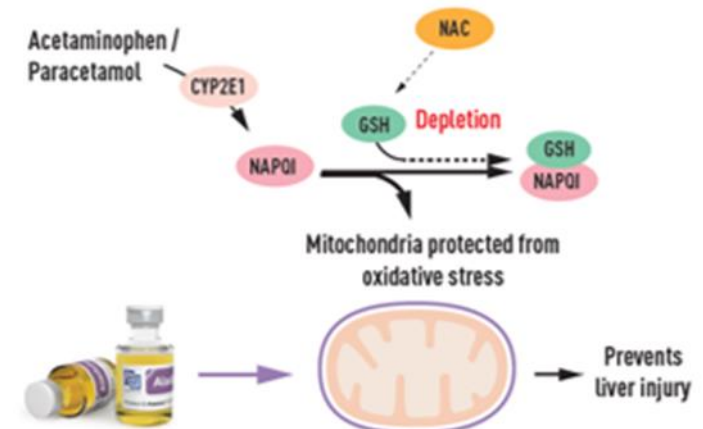 Acetaminophen /
Paracetamol
CYP2E1
NAC
GSH
Depletion
NAPQI
GSH
NAPQI
Mitochondria protected from
oxidative stress
Prevents
liver injury